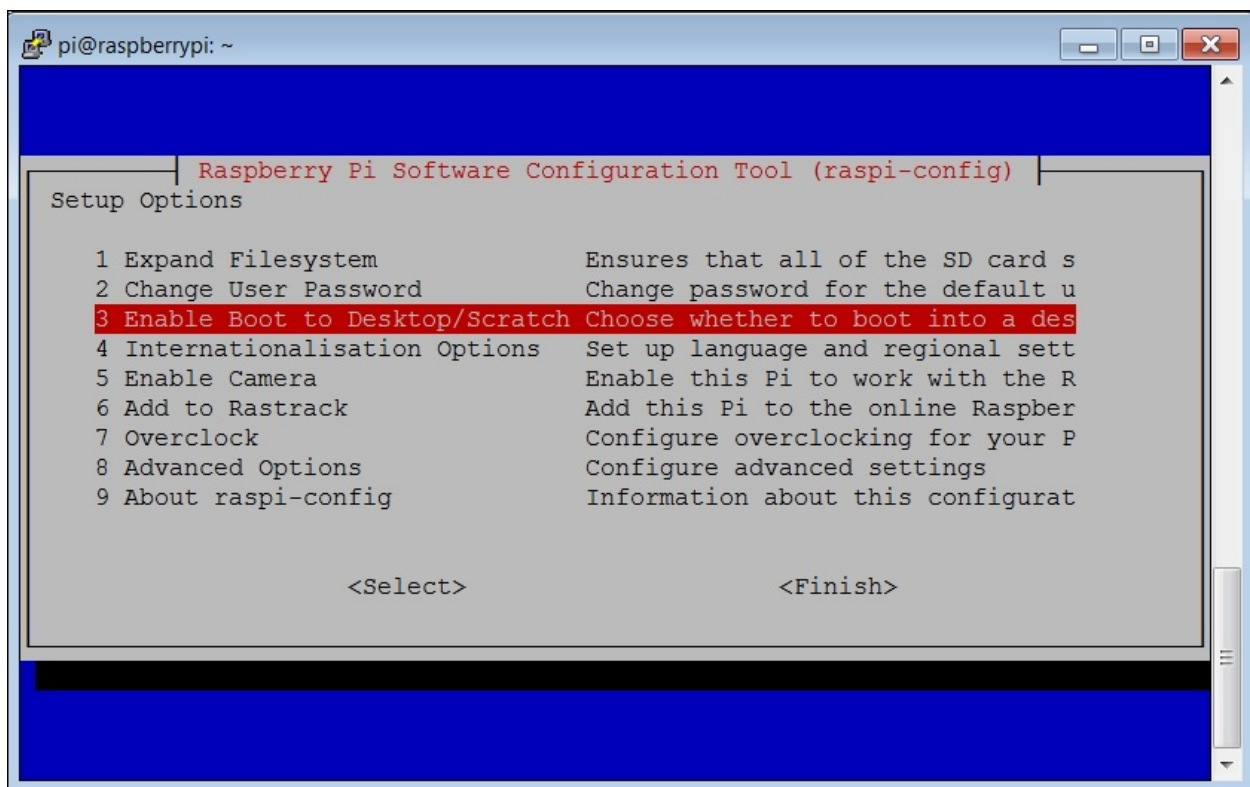 pi@raspberrypi: ~
Raspberry Pi Software Configuration Tool (raspi-config)
Setup Options
1 Expand Filesystem Ensures that all of the SD card s
2 Change User Password Change password for the default u
3 Enable Boot to Desktop/Scratch Choose whether to boot into a des
4 Internationalisation Options Set up language and regional sett
5 Enable Camera Enable this Pi to work with the R
6 Add to Rastrack Add this Pi to the online Raspber
7 Overclock Configure overclocking for your P
8 Advanced Options Configure advanced settings
9 About raspi-config Information about this configurat
<Select> <Finish>